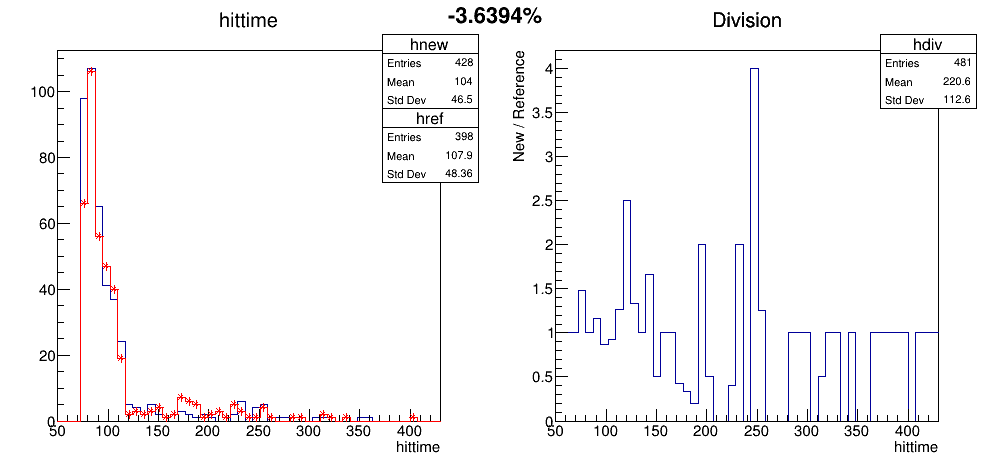 -3.6394%
hittime
hnew
Entries 428
Mean 104
Std Dev 46.5
href
Entries 398
Mean 107.9
Std Dev 48.36
100
80
60
40
20
0
50 100 150 200 250 300 350 400
hittime
Division
hdiv
Entries 481
Mean 220.6
Std Dev 112.6
New / Reference
4
3.5
3
2.5
2
1.5
1
0.5
0
50 100 150 200 250 300 350 400
hittime